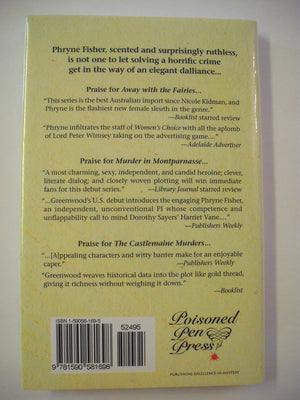 Phryne Fisher, scented and surprisingly ruthless,
is not one to let solving a horrific crime
get in the way of an elegant dalliance...
Praise for Away with the Fairies...
"This series is the best Australian import since Nicole Kidman, and
Phryne is the flashiest new female sleuth in the genre."
—Booklist starred review
"Phryne infiltrates the staff of Women's Choice with all the aplomb
of Lord Peter Wimsey taking on the advertising game...."
—Adelaide Advertiser
Praise for Murder in Montparnasse...
"A most charming, sexy, independent, and candid heroine; clever,
literate dialog; and closely woven plotting will win immediate
fans for this debut series." —Library Journal starred review
"Greenwood's U.S. debut introduces the engaging Phryne Fisher,
an independent, unconventional PI whose competence and
unflappability call to mind Dorothy Sayers' Harriet Vane...."
—Publishers Weekly
Praise for The Castlemaine Murders...
"...[A]ppealing characters and witty banter make for an enjoyable
caper." —Publishers Weekly
"Greenwood weaves historical data into the plot like gold thread,
giving it richness without weighing it down."
—Booklist
ISBN 1-59058-169-5
52495
9 781590 581698
Poisoned
Pen
Press
PUBLISHING EXCELLENCE IN MYSTERY